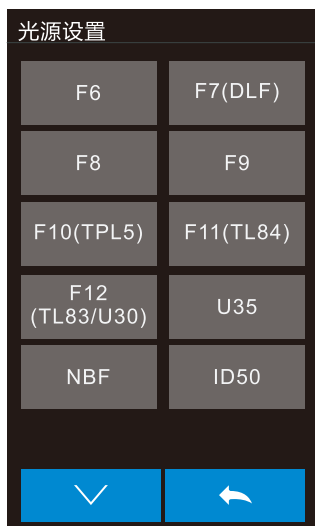 光源设置
F6
F7(DLF)
F8
F9
F10(TPL5)
F11(TL84)
F12
(TL83/U30)
U35
NBF
ID50